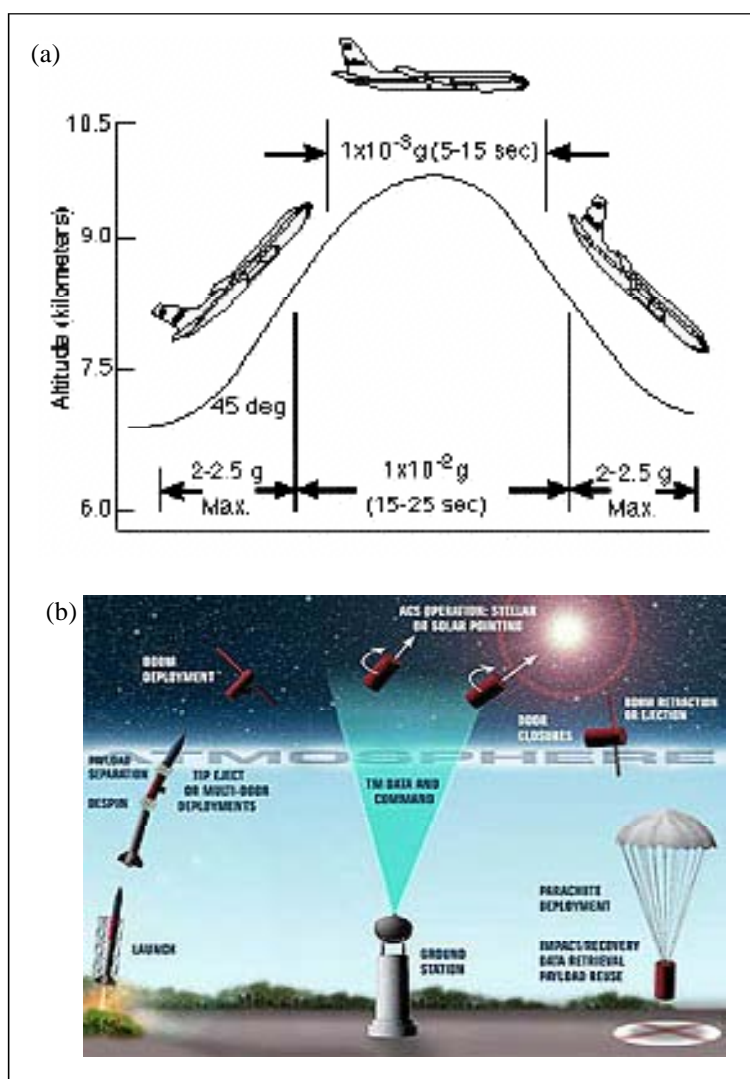 (a)
10.5
1x10⁻³g (5-15 sec)
9.0
Altitude (kilometers)
7.5
45 deg
2-2.5 g
Max.
1x10⁻²g
(15-25 sec)
2-2.5 g
Max.
6.0
(b)
ACS OPERATION: STELLAR
OR SOLAR POINTING
BOOM
DEPLOYMENT
BOOM RETRACTION
OR EJECTION
DOOR
CLOSURES
ATMOSPHERE
PAYLOAD
SEPARATION
TIP EJECT
OR MULTI-DOOR
DEPLOYMENTS
DESPIN
TM DATA AND
COMMAND
PARACHUTE
DEPLOYMENT
LAUNCH
GROUND
STATION
IMPACT/RECOVERY
DATA RETRIEVAL
PAYLOAD REUSE